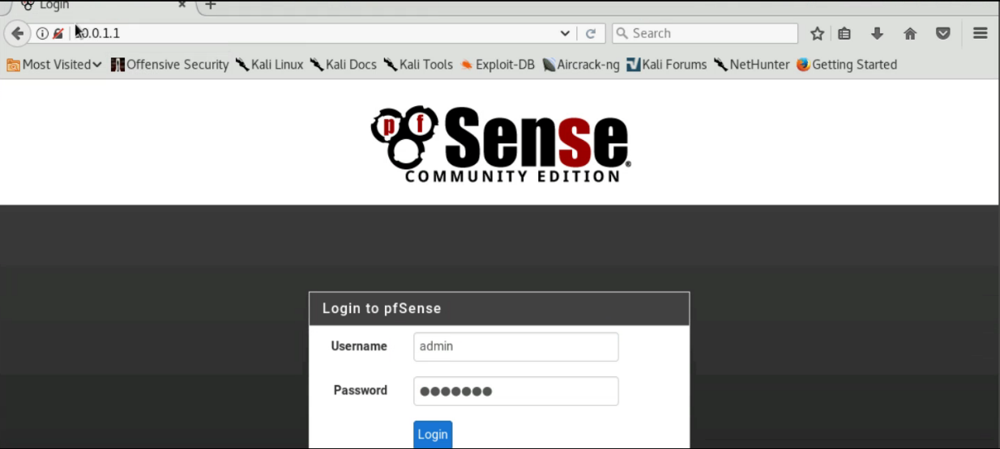 Login
0.0.1.1
Search
Most Visited Offensive Security Kali Linux Kali Docs Kali Tools Exploit-DB Aircrack-ng Kali Forums NetHunter Getting Started
pf Sense®
COMMUNITY EDITION
Login to pfSense
Username admin
Password
Login